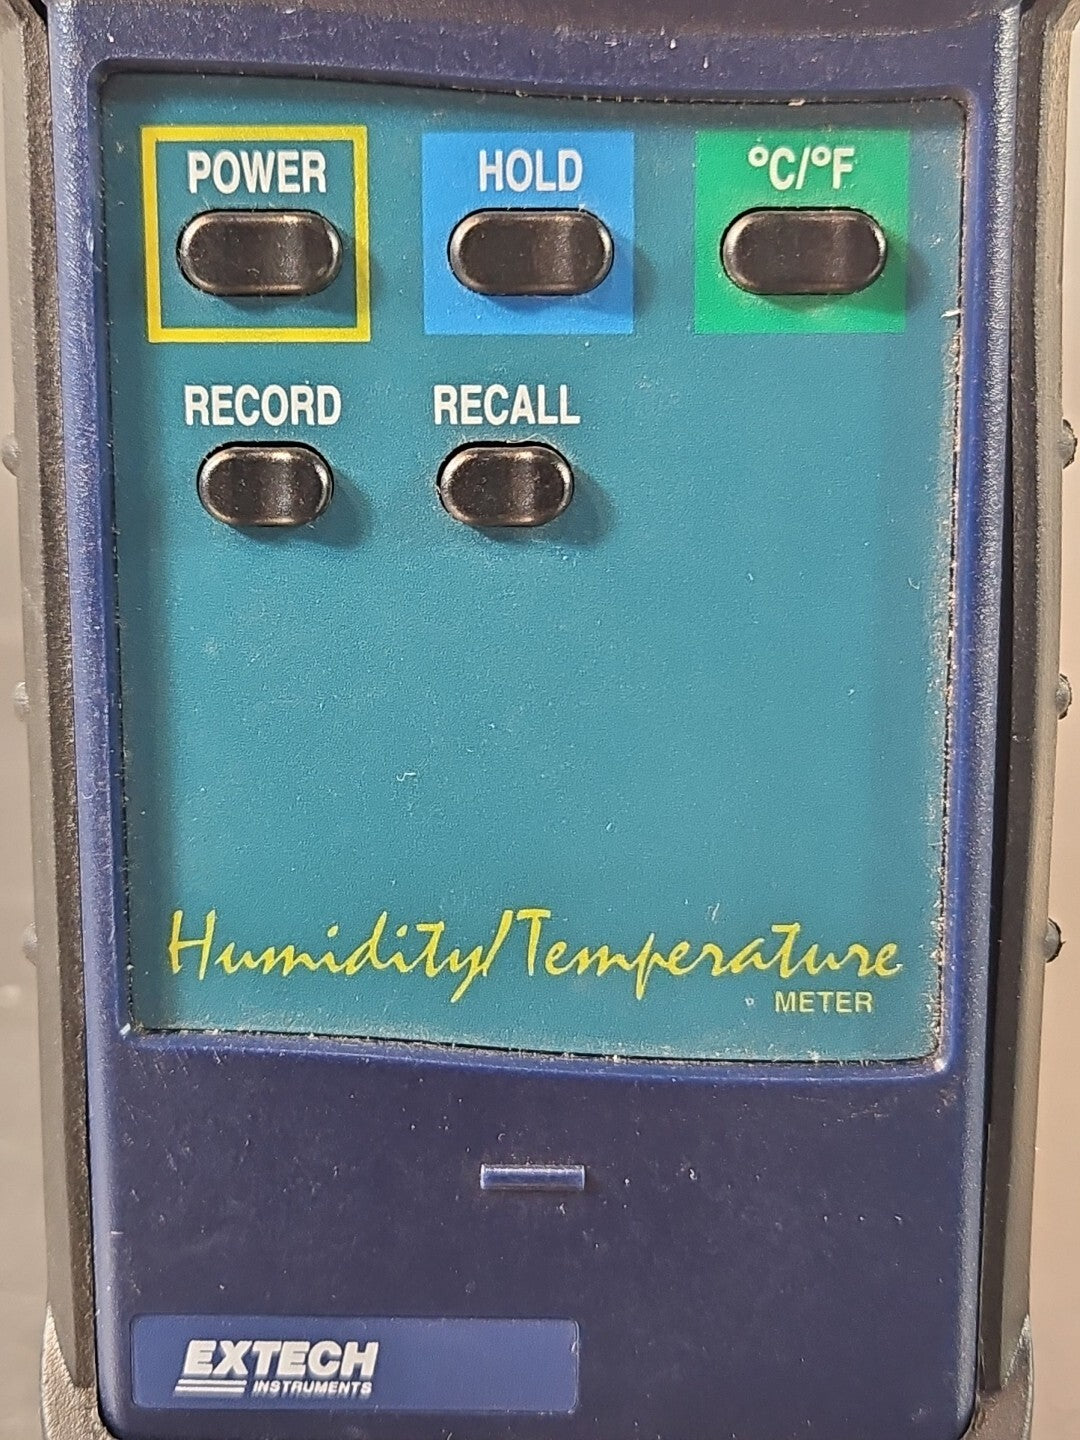 POWER HOLD °C/°F
RECORD RECALL
Humidity/Temperature
METER
EXTECH
INSTRUMENTS